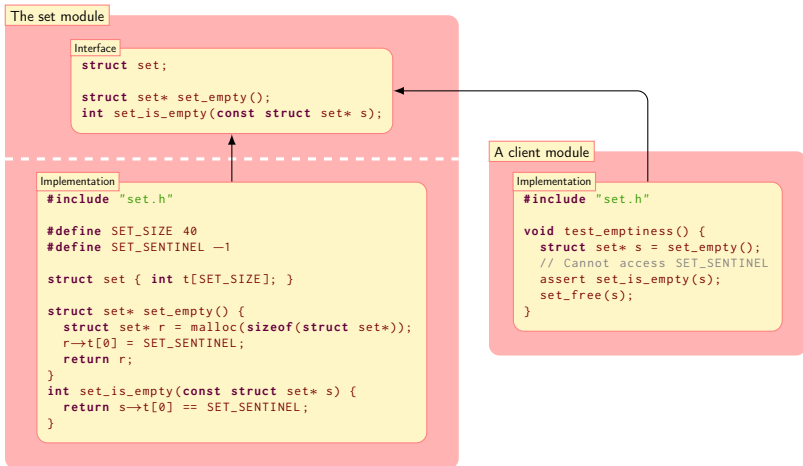 The set module
Interface
struct set;
struct set* set_empty();
int set_is_empty(const struct set* s);
Implementation
#include "set.h"
#define SET_SIZE 40
#define SET_SENTINEL −1
struct set { int t[SET_SIZE]; }
struct set* set_empty() {
struct set* r = malloc(sizeof(struct set*));
r→t[0] = SET_SENTINEL;
return r;
}
int set_is_empty(const struct set* s) {
return s→t[0] == SET_SENTINEL;
}
A client module
Implementation
#include "set.h"
void test_emptiness() {
struct set* s = set_empty();
// Cannot access SET_SENTINEL
assert set_is_empty(s);
set_free(s);
}